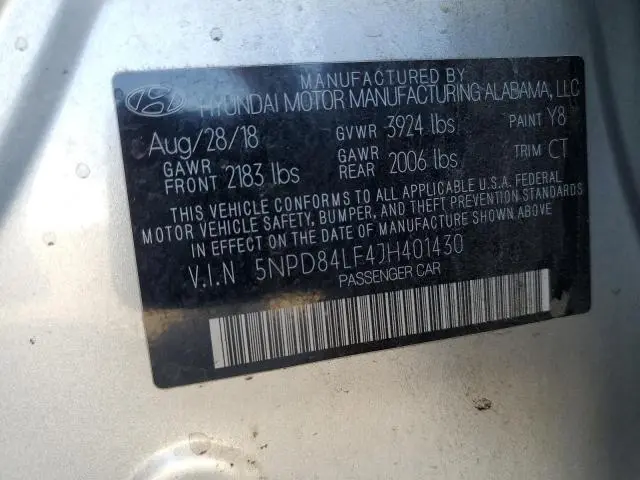 MANUFACTURED BY
HYUNDAI MOTOR MANUFACTURING ALABAMA, LLC
Aug/28/18 GVWR 3924 lbs PAINT Y8
GAWR FRONT 2183 lbs GAWR REAR 2006 lbs TRIM CT
THIS VEHICLE CONFORMS TO ALL APPLICABLE U.S.A. FEDERAL
MOTOR VEHICLE SAFETY, BUMPER, AND THEFT PREVENTION STANDARDS
IN EFFECT ON THE DATE OF MANUFACTURE SHOWN ABOVE
V.I.N 5NPD84LF4JH401430
PASSENGER CAR